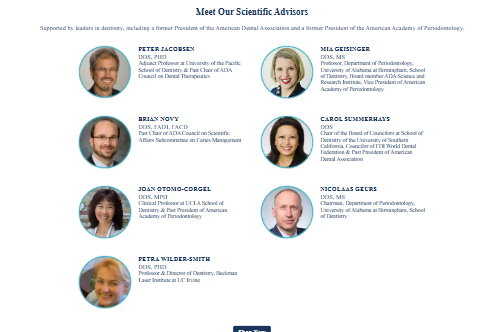 Meet Our Scientific Advisors
Supported by leaders in dentistry, including a former President of the American Dental Association and a former President of the American Academy of Periodontology.
PETER JACOBSEN
DDS, PHD
Adjunct Professor at University of the Pacific
School of Dentistry & Past Chair of ADA
Council on Dental Therapeutics
MIA GEISINGER
DDS, MS
Professor, Department of Periodontology,
University of Alabama at Birmingham, School
of Dentistry, Board member ADA Science and
Research Institute, Vice President of American
Academy of Periodontology
BRIAN NOVY
DDS, FADI, FACD
Past Chair of ADA Council on Scientific
Affairs Subcommittee on Caries Management
CAROL SUMMERHAYS
DDS
Chair of the Board of Councilors at School of
Dentistry of the University of Southern
California, Councilor of FDI World Dental
Federation & Past President of American
Dental Association
JOAN OTOMO-CORGEL
DDS, MPH
Clinical Professor at UCLA School of
Dentistry & Past President of American
Academy of Periodontology
NICOLAAS GEURS
DDS, MS
Chairman, Department of Periodontology,
University of Alabama at Birmingham, School
of Dentistry
PETRA WILDER-SMITH
DDS, PHD
Professor & Director of Dentistry, Beckman
Laser Institute at UC Irvine
Shop Now